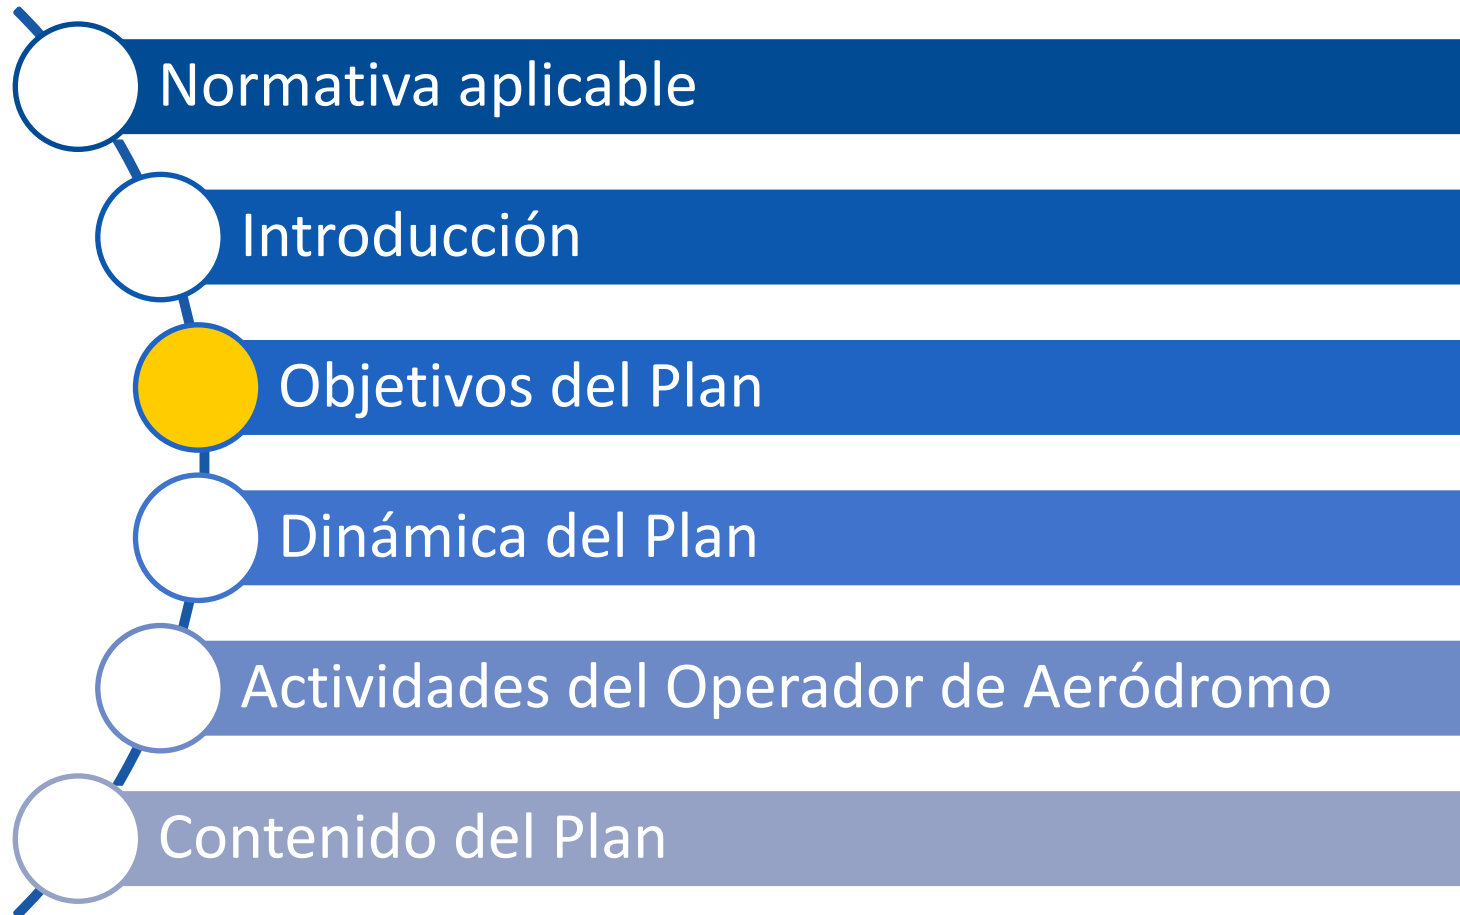 Normativa aplicable
Introducción
Objetivos del Plan
Dinámica del Plan
Actividades del Operador de Aeródromo
Contenido del Plan